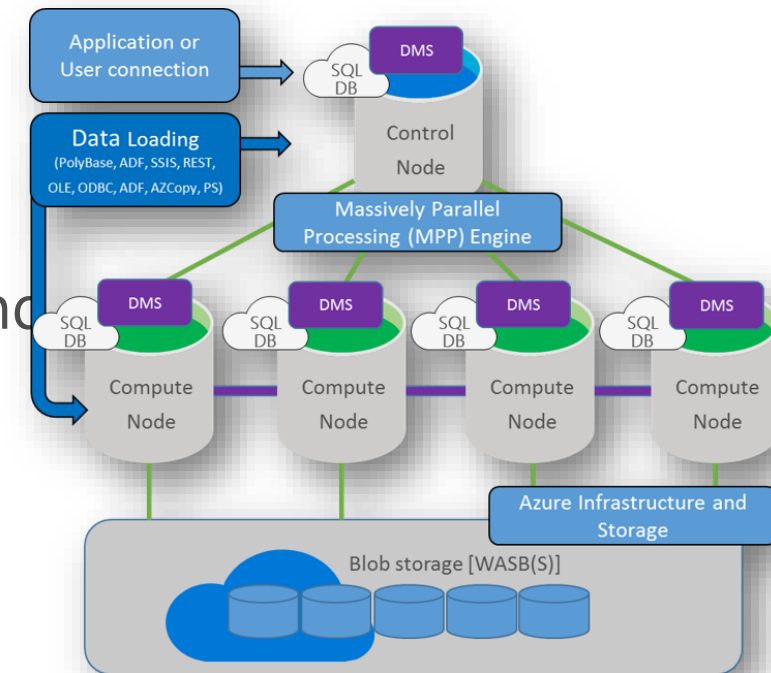 Application or
User connection
DMS
SQL
DB
Control
Node
Data Loading
(PolyBase, ADF, SSIS, REST,
OLE, ODBC, ADF, AZCopy, PS)
Massively Parallel
Processing (MPP) Engine
DMS
SQL
DB
Compute
Node
DMS
SQL
DB
Compute
Node
DMS
SQL
DB
Compute
Node
DMS
SQL
DB
Compute
Node
Azure Infrastructure and
Storage
Blob storage [WASB(S)]